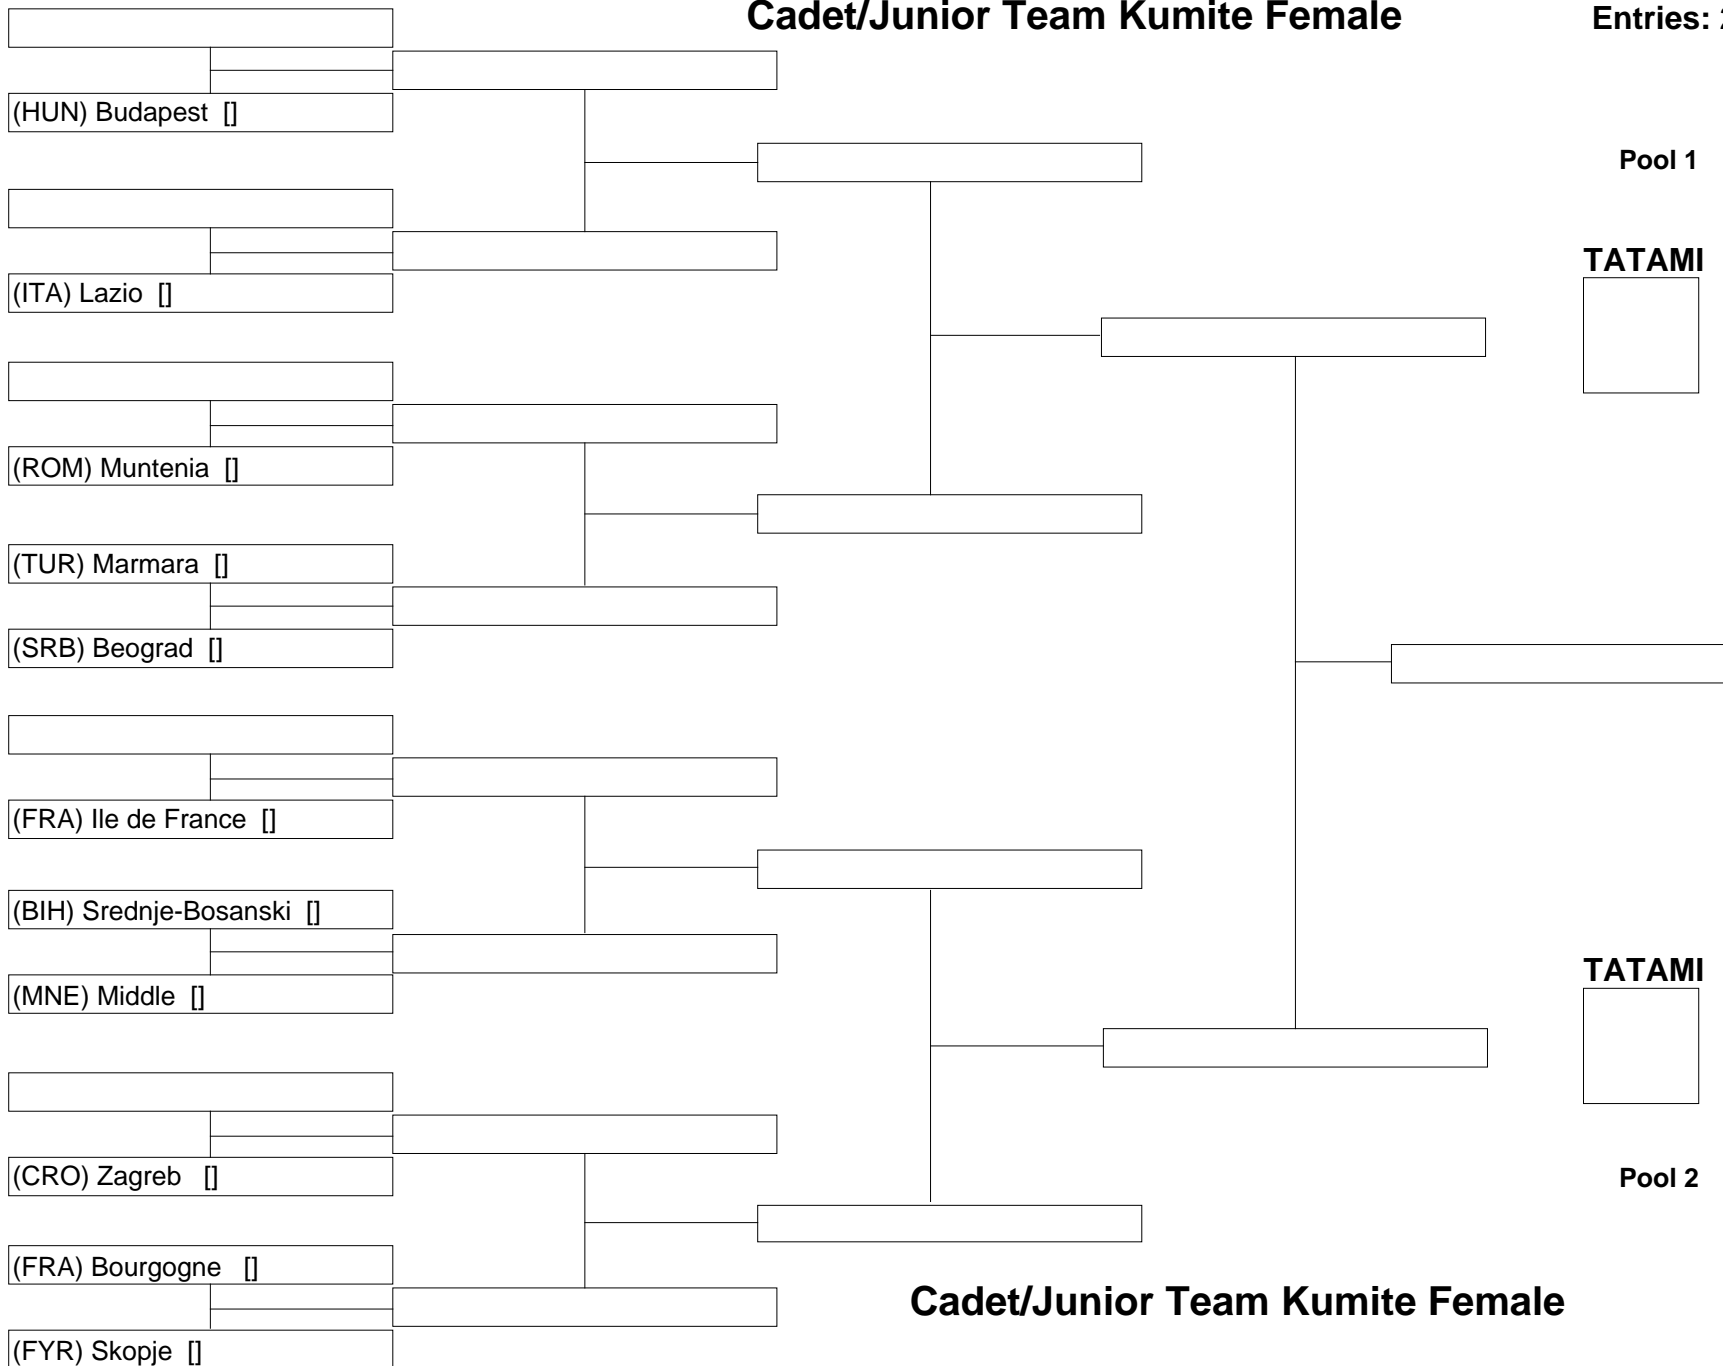 Cadet/Junior Team Kumite Female
Entries:
(HUN) Budapest []
Pool 1
TATAMI
(ITA) Lazio []
(ROM) Muntenia []
(TUR) Marmara []
(SRB) Beograd []
(FRA) Ile de France []
(BIH) Srednje-Bosanski []
TATAMI
(MNE) Middle []
(CRO) Zagreb []
Pool 2
(FRA) Bourgogne []
Cadet/Junior Team Kumite Female
(FYR) Skopje []